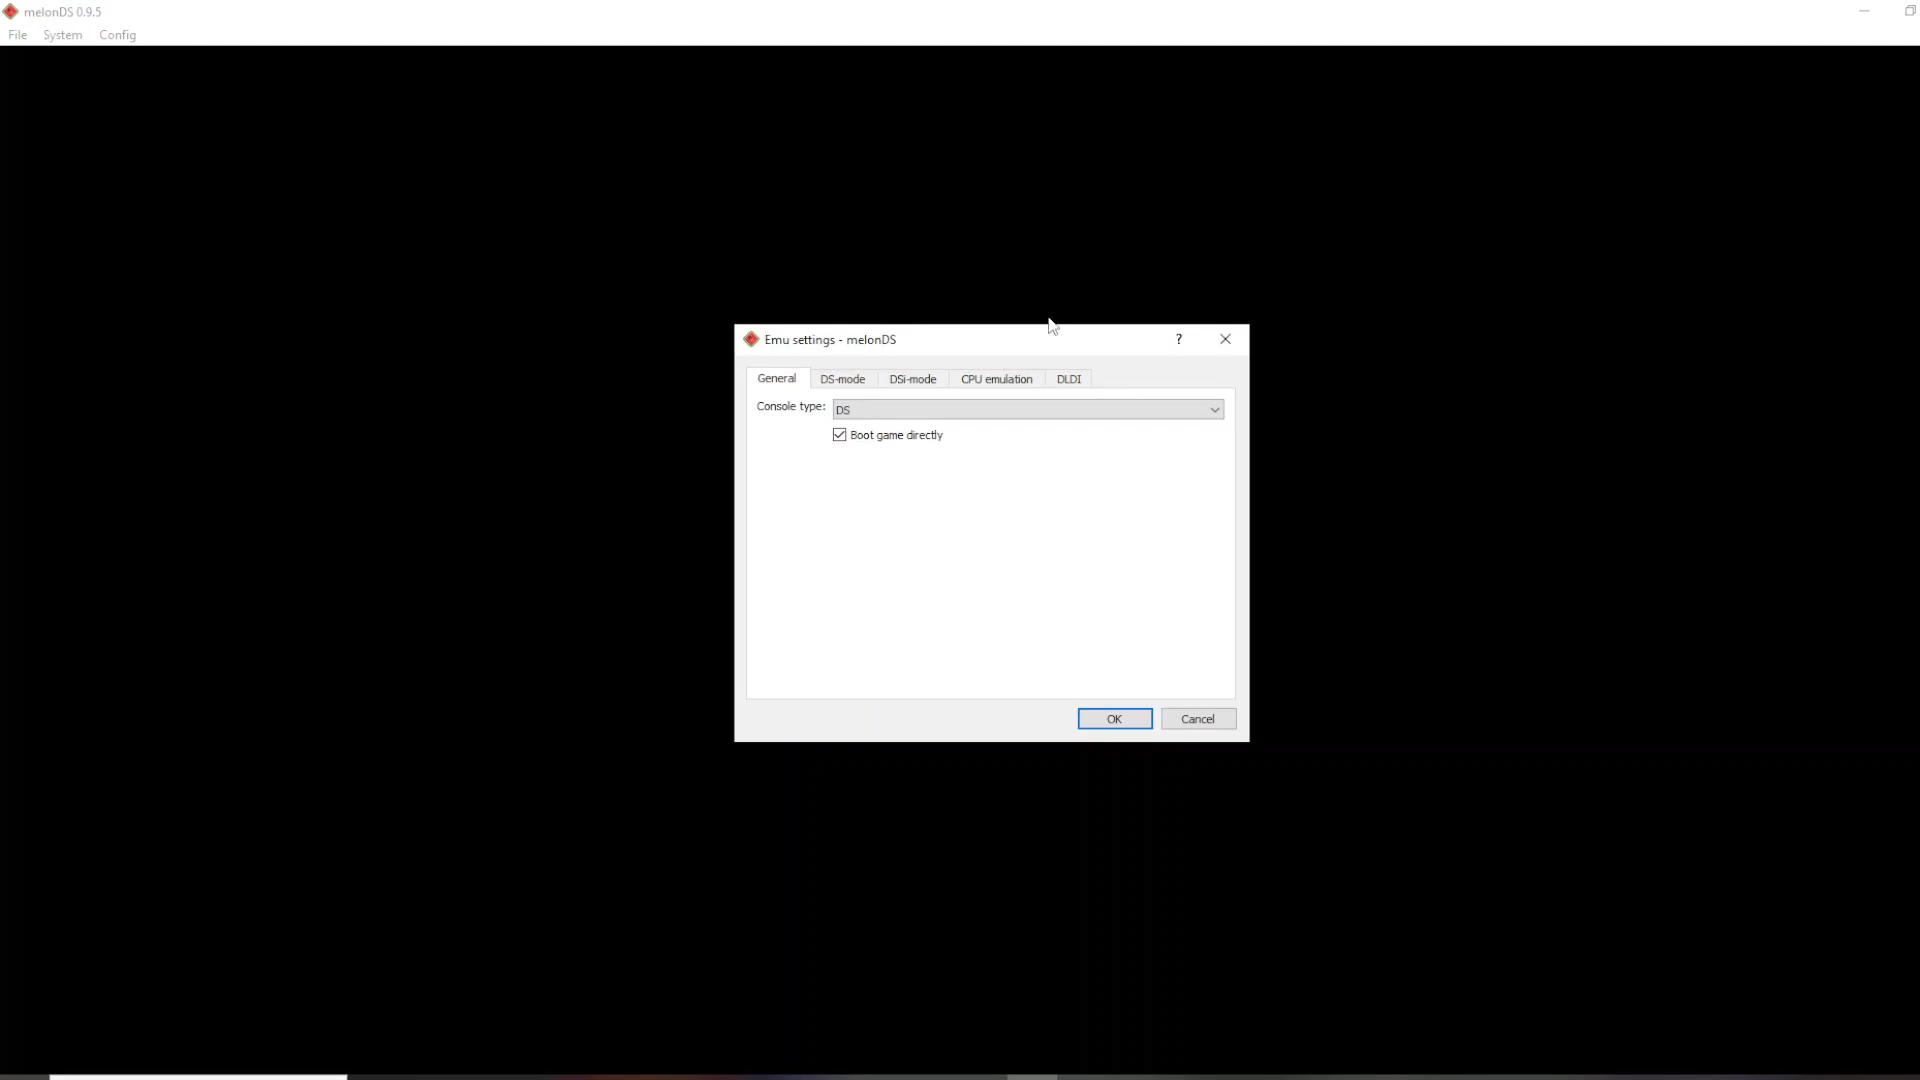 melonDS 0.9.5
File System Config
Emu settings - melonDS
?
General DS-mode DSi-mode CPU emulation DLDI
Console type: DS
Boot game directly
OK Cancel